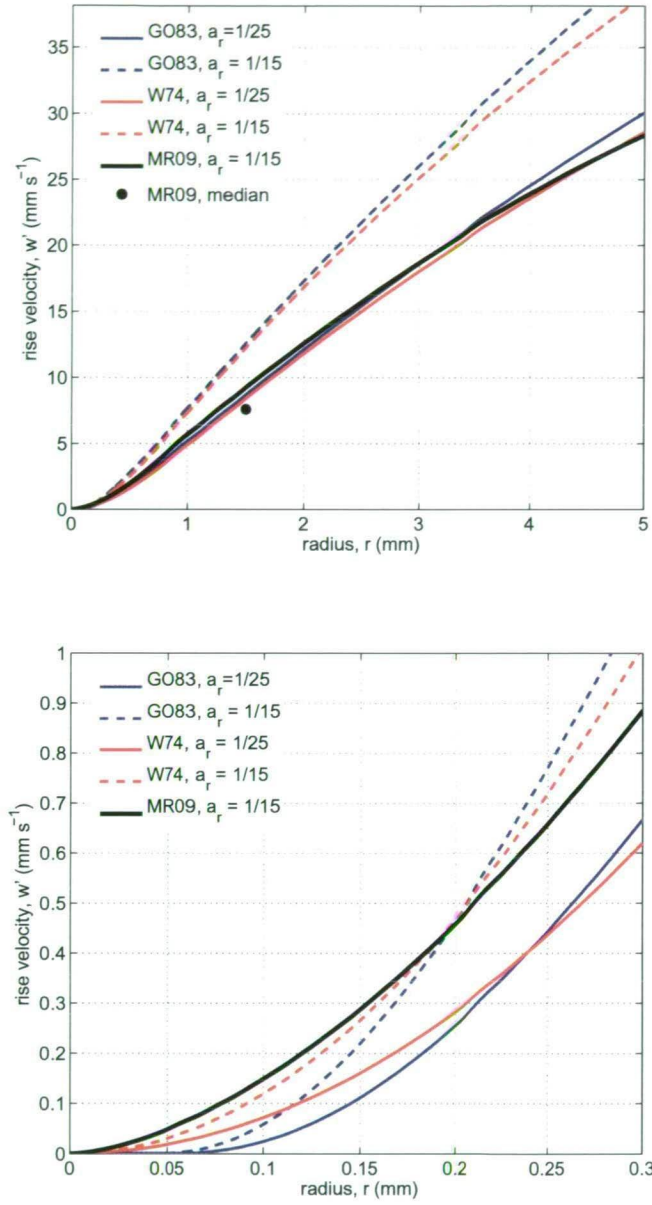 35
30
25
20
15
10
5
0
rise velocity, w' (mm s⁻¹)
GO83, a_r=1/25
GO83, a_r = 1/15
W74, a_r = 1/25
W74, a_r = 1/15
MR09, a_r = 1/15
MR09, median
0 1 2 3 4 5
radius, r (mm)
1
0.9
0.8
0.7
0.6
0.5
0.4
0.3
0.2
0.1
0
rise velocity, w' (mm s⁻¹)
GO83, a_r=1/25
GO83, a_r = 1/15
W74, a_r = 1/25
W74, a_r = 1/15
MR09, a_r = 1/15
0 0.05 0.1 0.15 0.2 0.25 0.3
radius, r (mm)